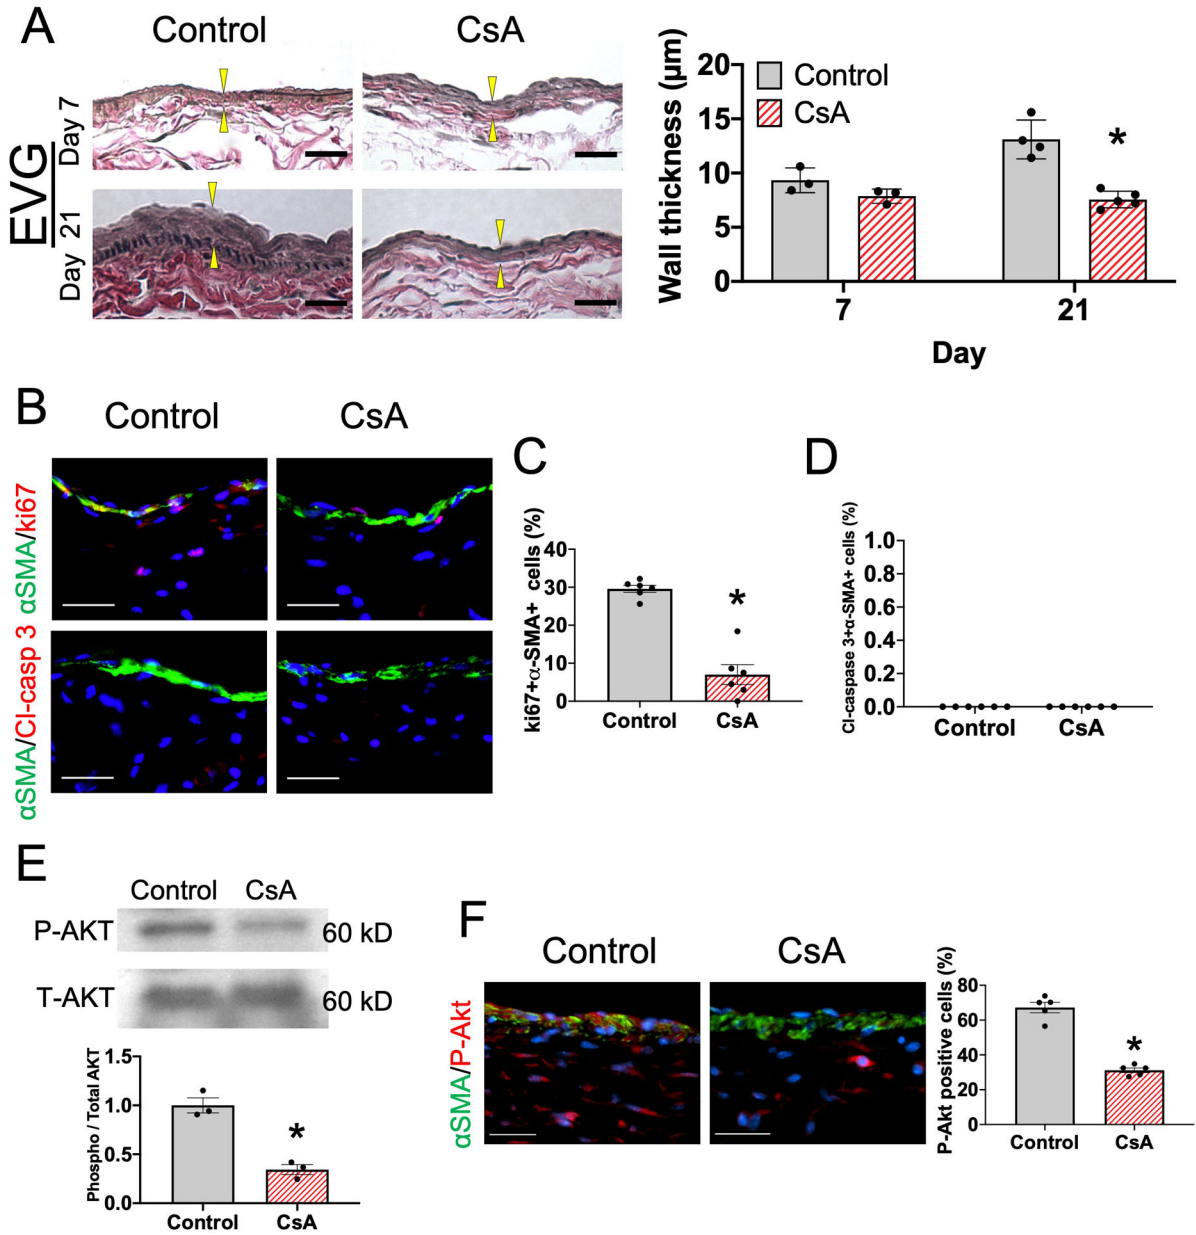 A
Control
CsA
EVG
Day 7
Day 21
Wall thickness (µm)
20
15
10
5
0
Control
CsA
*
7
21
Day
B
Control
CsA
αSMA/ki67
αSMA/Cl-casp 3
C
ki67+α-SMA+ cells (%)
40
30
20
10
0
*
Control
CsA
D
Cl-caspase 3+α-SMA+ cells (%)
1.0
0.8
0.6
0.4
0.2
0.0
Control
CsA
E
Control
CsA
P-AKT
60 kD
T-AKT
60 kD
Phospho / Total AKT
1.5
1.0
0.5
0.0
*
Control
CsA
F
Control
CsA
αSMA/P-Akt
P-Akt positive cells (%)
80
60
40
20
0
*
Control
CsA